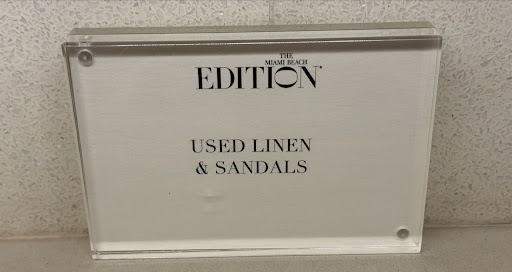 THE
MIAMI BEACH
EDITION
USED LINEN
& SANDALS